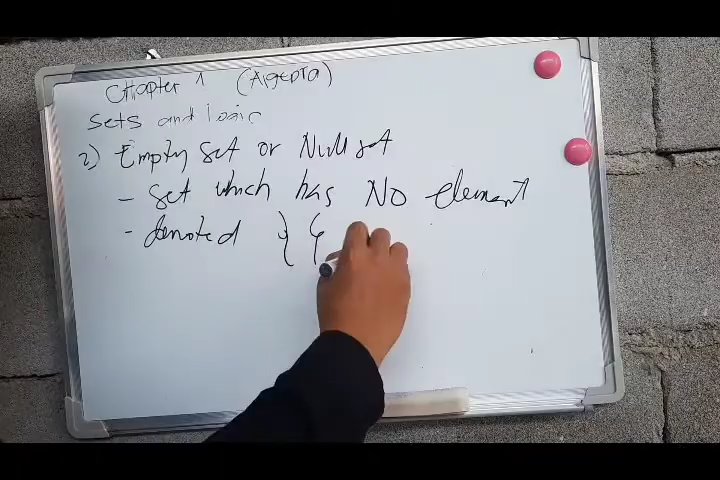 Chapter 1 (Algebra)
Sets and logic
2) Empty set or Null set
- set which has No element
- denoted } {